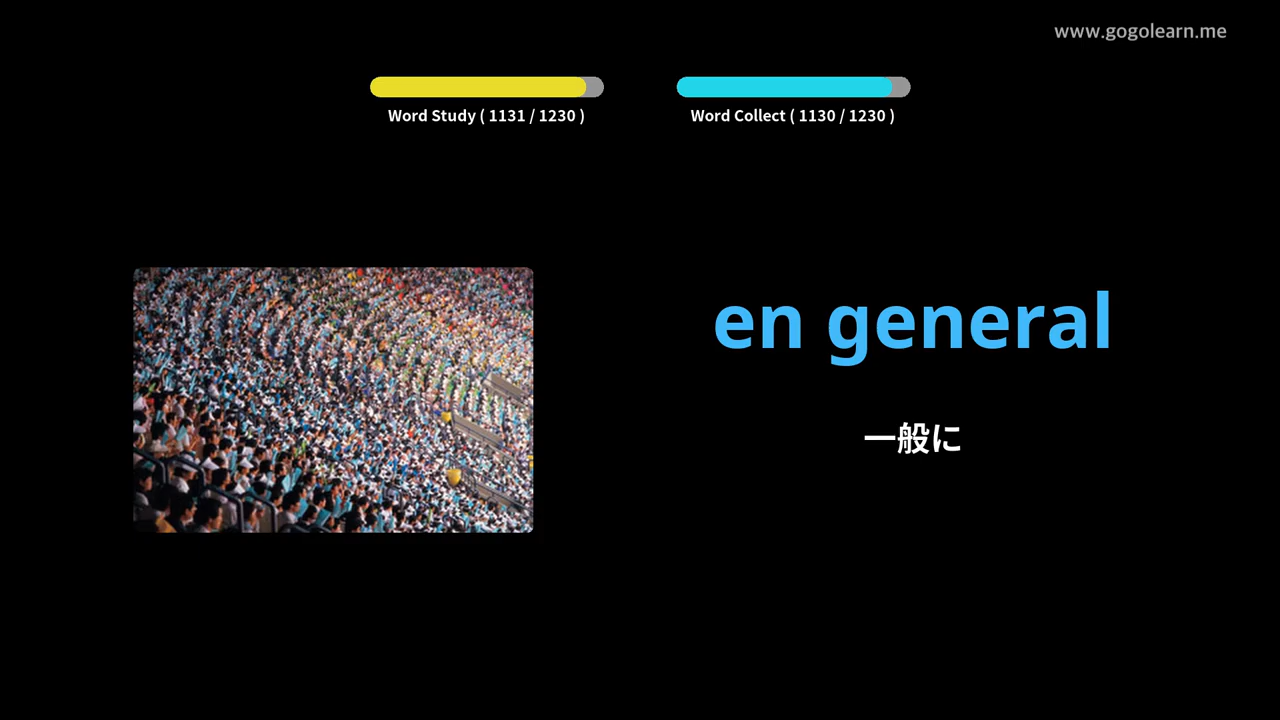 www.gogolearn.me
Word Study ( 1131 / 1230 )
Word Collect ( 1130 / 1230 )
en general
一般に